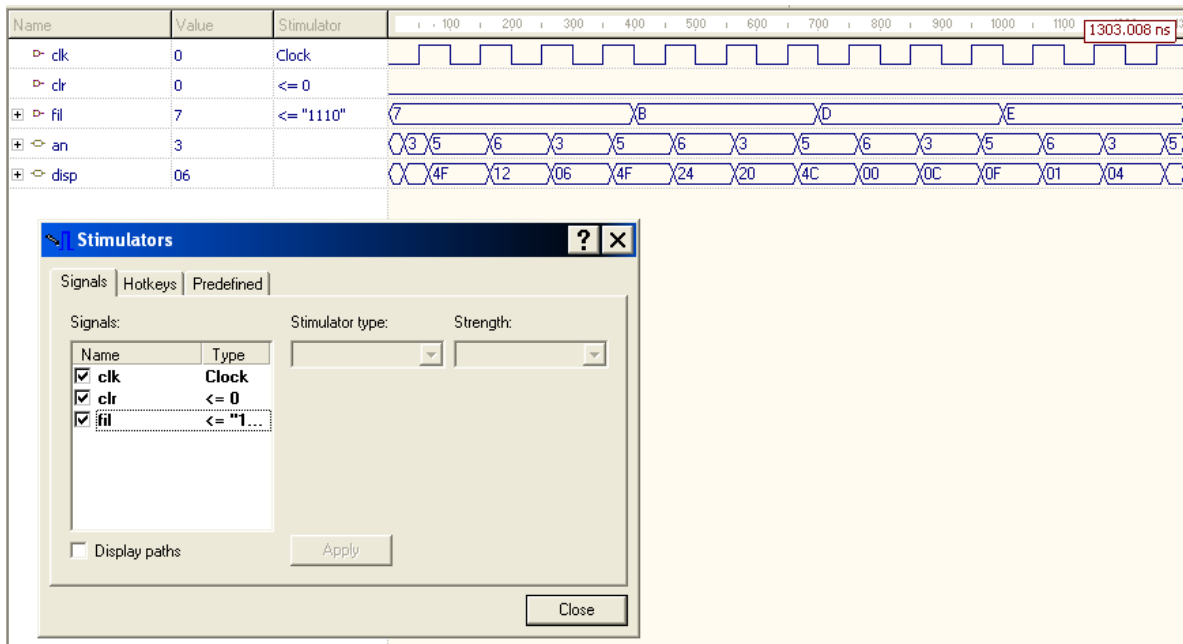 Name Value Stimulator 100 200 300 400 500 600 700 800 900 1000 1100
1303.008 ns
clk 0 Clock
clr 0 <= 0
fil 7 <= "1110" 7 B D E
an 3 3 5 6 3 5 6 3 5 6 3 5 6 3 5
disp 06 4F 12 06 4F 24 20 4C 00 0C 0F 01 04
Stimulators
Signals Hotkeys Predefined
Signals: Stimulator type: Strength:
Name Type
clk Clock
clr <= 0
fil <= "1...
Display paths Apply
Close